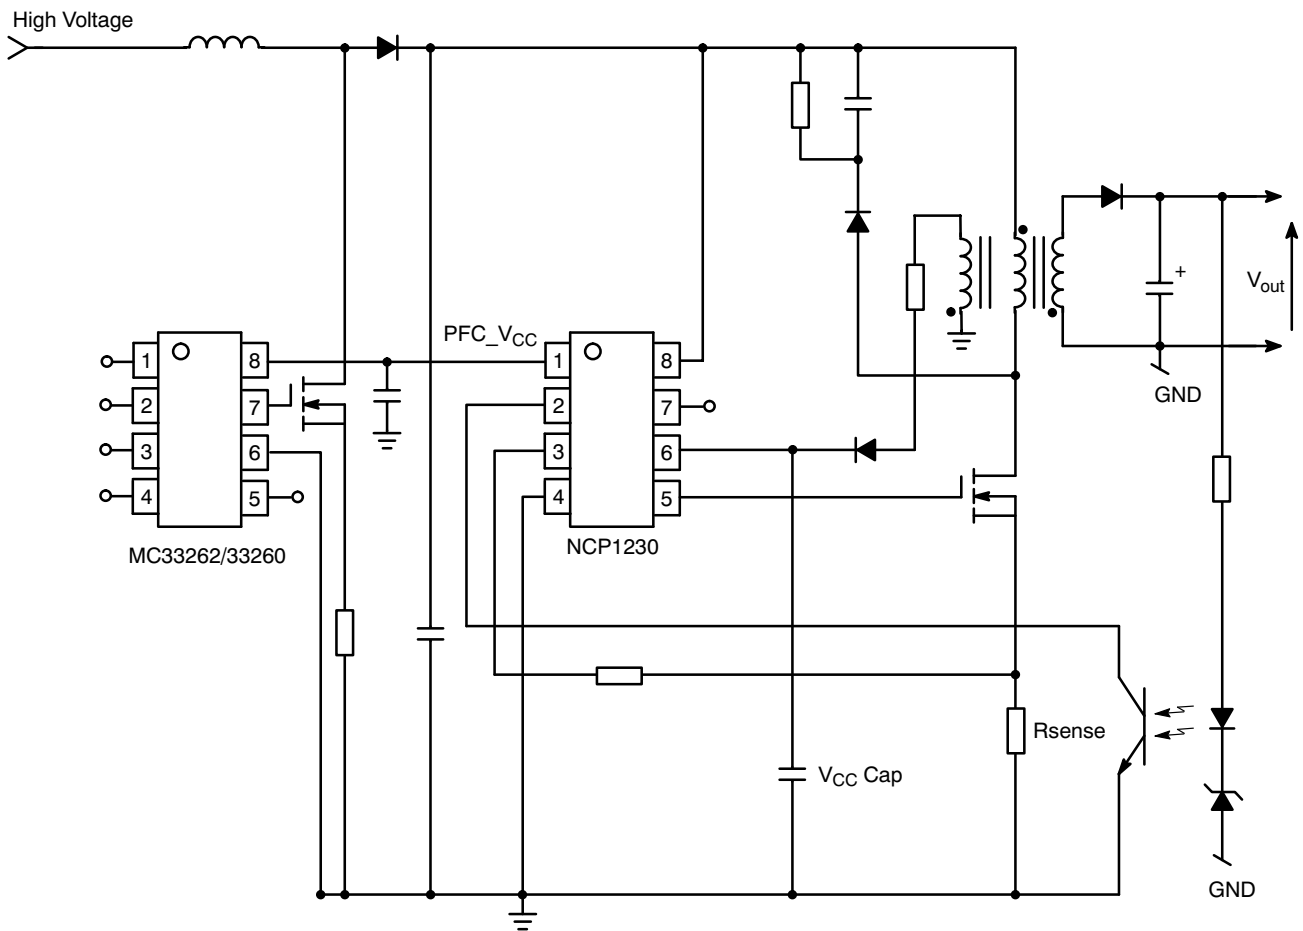 High Voltage
PFC_VCC
1
2
3
4
8
7
6
5
MC33262/33260
1
2
3
4
8
7
6
5
NCP1230
+
Vout
GND
Rsense
VCC Cap
GND